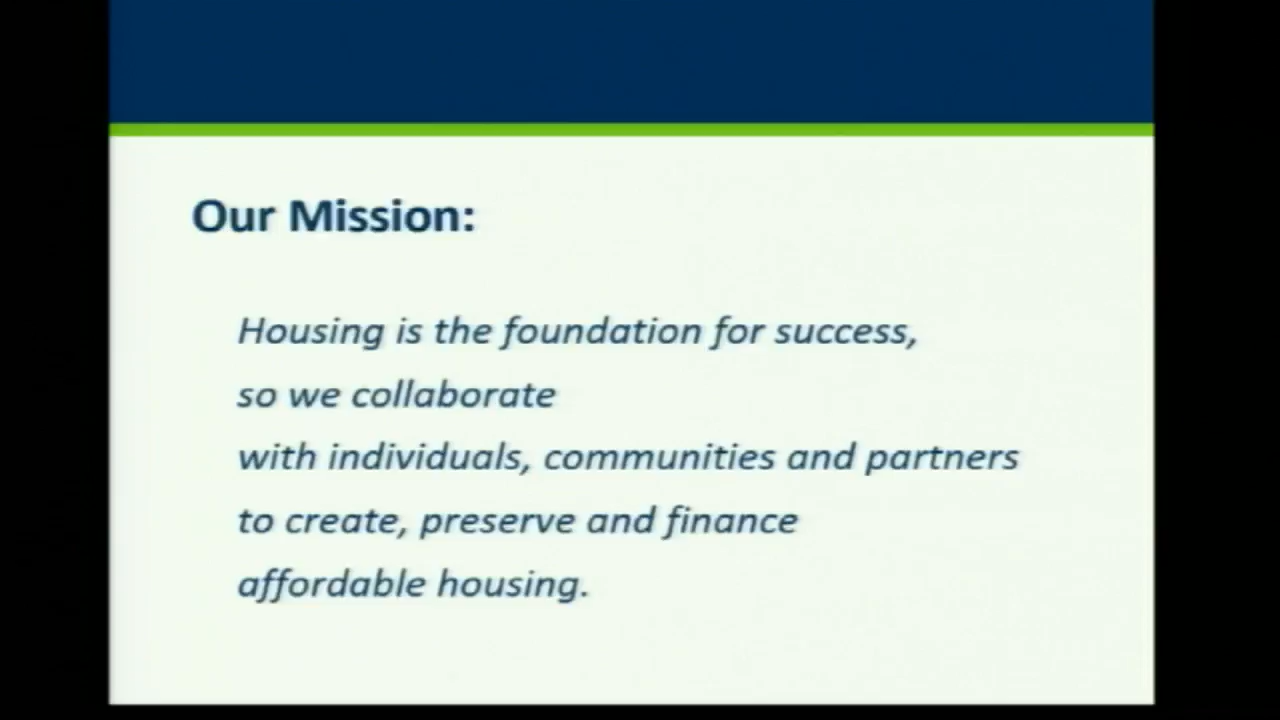 Our Mission:
Housing is the foundation for success,
so we collaborate
with individuals, communities and partners
to create, preserve and finance
affordable housing.